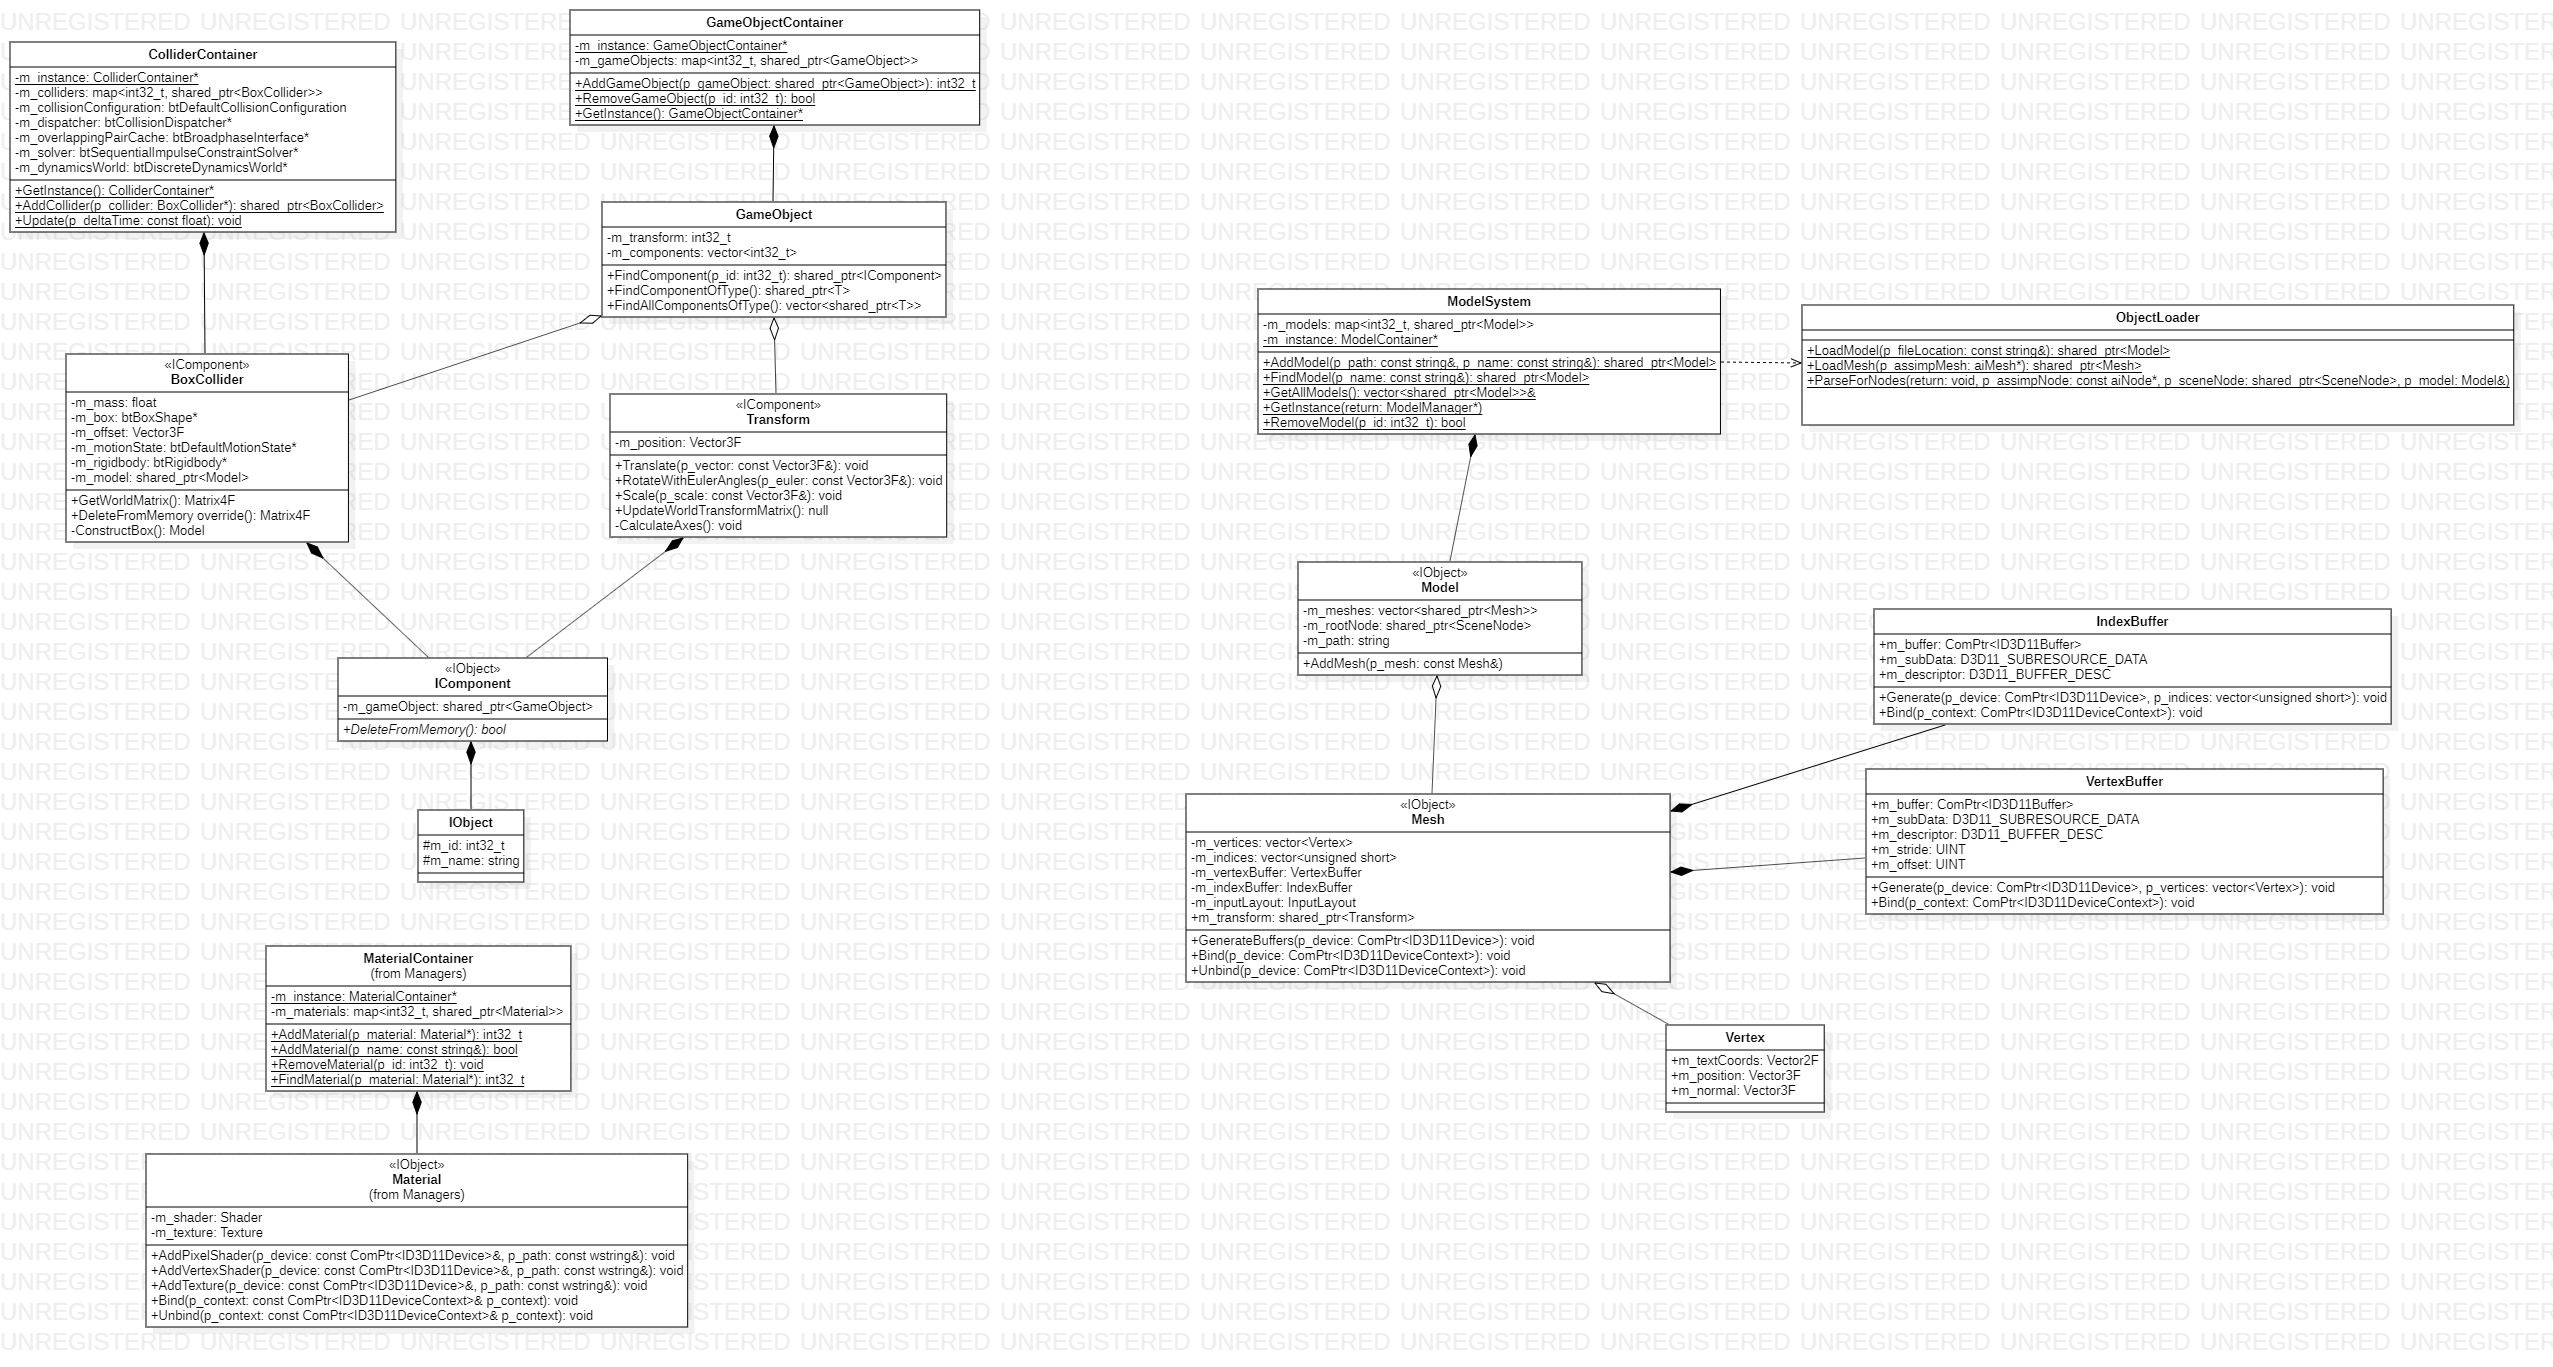 ColliderContainer
-m_instance: ColliderContainer*
-m_colliders: map<int32_t, shared_ptr<BoxCollider>>
-m_collisionConfiguration: btDefaultCollisionConfiguration
-m_dispatcher: btCollisionDispatcher*
-m_overlappingPairCache: btBroadphaseInterface*
-m_solver: btSequentialImpulseConstraintSolver*
-m_dynamicsWorld: btDiscreteDynamicsWorld*
+GetInstance(): ColliderContainer*
+AddCollider(p_collider: BoxCollider*): shared_ptr<BoxCollider>
+Update(p_deltaTime: const float): void
GameObjectContainer
-m_instance: GameObjectContainer*
-m_gameObjects: map<int32_t, shared_ptr<GameObject>>
+AddGameObject(p_gameObject: shared_ptr<GameObject>): int32_t
+RemoveGameObject(p_id: int32_t): bool
+GetInstance(): GameObjectContainer*
GameObject
-m_transform: int32_t
-m_components: vector<int32_t>
+FindComponent(p_id: int32_t): shared_ptr<IComponent>
+FindComponentOfType(): shared_ptr<T>
+FindAllComponentsOfType(): vector<shared_ptr<T>>
«IComponent»
BoxCollider
-m_mass: float
-m_box: btBoxShape*
-m_offset: Vector3F
-m_motionState: btDefaultMotionState*
-m_rigidbody: btRigidbody*
-m_model: shared_ptr<Model>
+GetWorldMatrix(): Matrix4F
+DeleteFromMemory override(): Matrix4F
-ConstructBox(): Model
«IComponent»
Transform
-m_position: Vector3F
+Translate(p_vector: const Vector3F&): void
+RotateWithEulerAngles(p_euler: const Vector3F&): void
+Scale(p_scale: const Vector3F&): void
+UpdateWorldTransformMatrix(): null
-CalculateAxes(): void
«IObject»
IComponent
-m_gameObject: shared_ptr<GameObject>
+DeleteFromMemory(): bool
IObject
#m_id: int32_t
#m_name: string
MaterialContainer
(from Managers)
-m_instance: MaterialContainer*
-m_materials: map<int32_t, shared_ptr<Material>>
+AddMaterial(p_material: Material*): int32_t
+AddMaterial(p_name: const string&): bool
+RemoveMaterial(p_id: int32_t): void
+FindMaterial(p_material: Material*): int32_t
«IObject»
Material
(from Managers)
-m_shader: Shader
-m_texture: Texture
+AddPixelShader(p_device: const ComPtr<ID3D11Device>&, p_path: const wstring&): void
+AddVertexShader(p_device: const ComPtr<ID3D11Device>&, p_path: const wstring&): void
+AddTexture(p_device: const ComPtr<ID3D11Device>&, p_path: const wstring&): void
+Bind(p_context: const ComPtr<ID3D11DeviceContext>& p_context): void
+Unbind(p_context: const ComPtr<ID3D11DeviceContext>& p_context): void
ModelSystem
-m_models: map<int32_t, shared_ptr<Model>>
-m_instance: ModelContainer*
+AddModel(p_path: const string&, p_name: const string&): shared_ptr<Model>
+FindModel(p_name: const string&): shared_ptr<Model>
+GetAllModels(): vector<shared_ptr<Model>>&
+GetInstance(return: ModelManager*)
+RemoveModel(p_id: int32_t): bool
ObjectLoader
+LoadModel(p_fileLocation: const string&): shared_ptr<Model>
+LoadMesh(p_assimpMesh: aiMesh*): shared_ptr<Mesh>
+ParseForNodes(return: void, p_assimpNode: const aiNode*, p_sceneNode: shared_ptr<SceneNode>, p_model: Model&)
«IObject»
Model
-m_meshes: vector<shared_ptr<Mesh>>
-m_rootNode: shared_ptr<SceneNode>
-m_path: string
+AddMesh(p_mesh: const Mesh&)
IndexBuffer
+m_buffer: ComPtr<ID3D11Buffer>
+m_subData: D3D11_SUBRESOURCE_DATA
+m_descriptor: D3D11_BUFFER_DESC
+Generate(p_device: ComPtr<ID3D11Device>, p_indices: vector<unsigned short>): void
+Bind(p_context: ComPtr<ID3D11DeviceContext>): void
VertexBuffer
+m_buffer: ComPtr<ID3D11Buffer>
+m_subData: D3D11_SUBRESOURCE_DATA
+m_descriptor: D3D11_BUFFER_DESC
+m_stride: UINT
+m_offset: UINT
+Generate(p_device: ComPtr<ID3D11Device>, p_vertices: vector<Vertex>): void
+Bind(p_context: ComPtr<ID3D11DeviceContext>): void
«IObject»
Mesh
-m_vertices: vector<Vertex>
-m_indices: vector<unsigned short>
-m_vertexBuffer: VertexBuffer
-m_indexBuffer: IndexBuffer
-m_inputLayout: InputLayout
+m_transform: shared_ptr<Transform>
+GenerateBuffers(p_device: ComPtr<ID3D11Device>): void
+Bind(p_device: ComPtr<ID3D11DeviceContext>): void
+Unbind(p_device: ComPtr<ID3D11DeviceContext>): void
Vertex
+m_textCoords: Vector2F
+m_position: Vector3F
+m_normal: Vector3F
UNREGISTERED